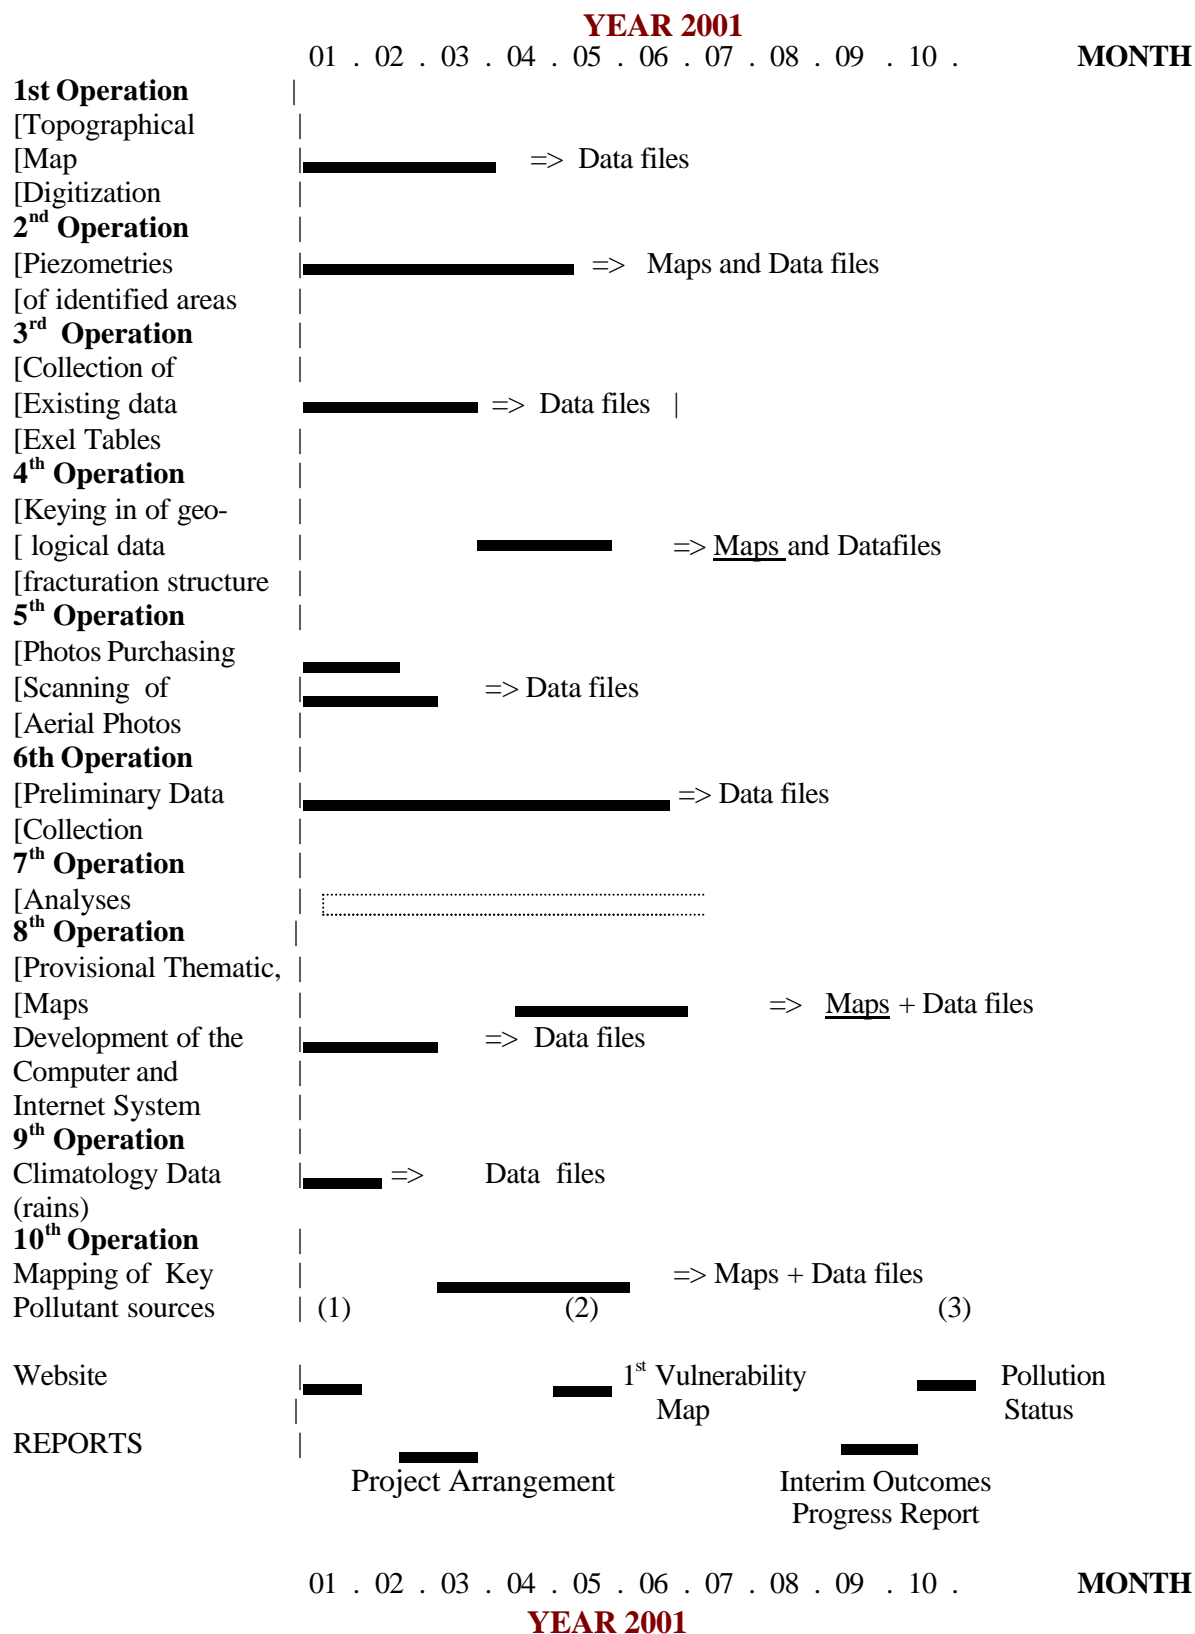 YEAR 2001
01 . 02 . 03 . 04 . 05 . 06 . 07 . 08 . 09 . 10 . MONTH
1st Operation |
[Topographical |
[Map | => Data files
[Digitization |
2nd Operation |
[Piezometries | => Maps and Data files
[of identified areas |
3rd Operation |
[Collection of |
[Existing data | => Data files |
[Exel Tables |
4th Operation |
[Keying in of geo- |
[ logical data | => Maps and Datafiles
[fracturation structure |
5th Operation |
[Photos Purchasing
[Scanning of | => Data files
[Aerial Photos |
6th Operation |
[Preliminary Data | => Data files
[Collection |
7th Operation |
[Analyses |
8th Operation |
[Provisional Thematic, |
[Maps | => Maps + Data files
Development of the | => Data files
Computer and |
Internet System |
9th Operation |
Climatology Data | => Data files
(rains)
10th Operation |
Mapping of Key | => Maps + Data files
Pollutant sources | (1) (2) (3)
Website | 1st Vulnerability Pollution
| Map Status
REPORTS |
Project Arrangement Interim Outcomes
Progress Report
01 . 02 . 03 . 04 . 05 . 06 . 07 . 08 . 09 . 10 . MONTH
YEAR 2001